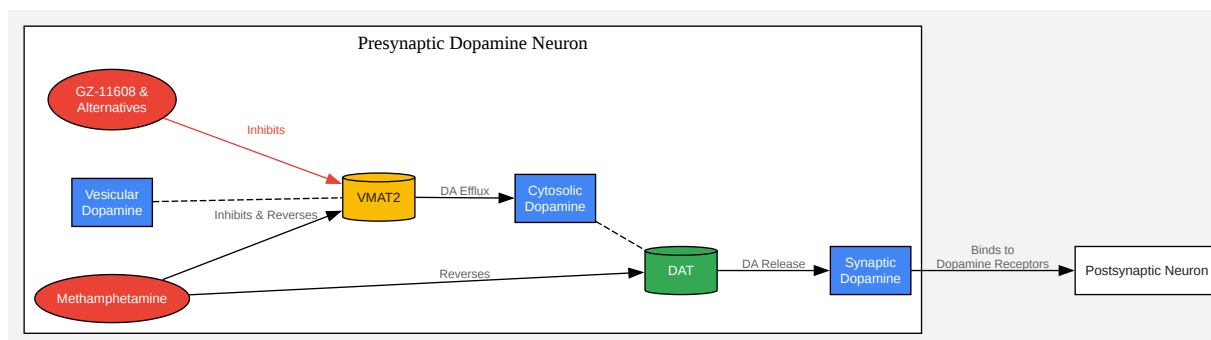 Presynaptic Dopamine Neuron
GZ-11608 &
Alternatives
Inhibits
Vesicular
Dopamine
VMAT2
DA Efflux
Cytosolic
Dopamine
Inhibits & Reverses
Methamphetamine
Reverses
DAT
DA Release
Synaptic
Dopamine
Binds to
Dopamine Receptors
Postsynaptic Neuron